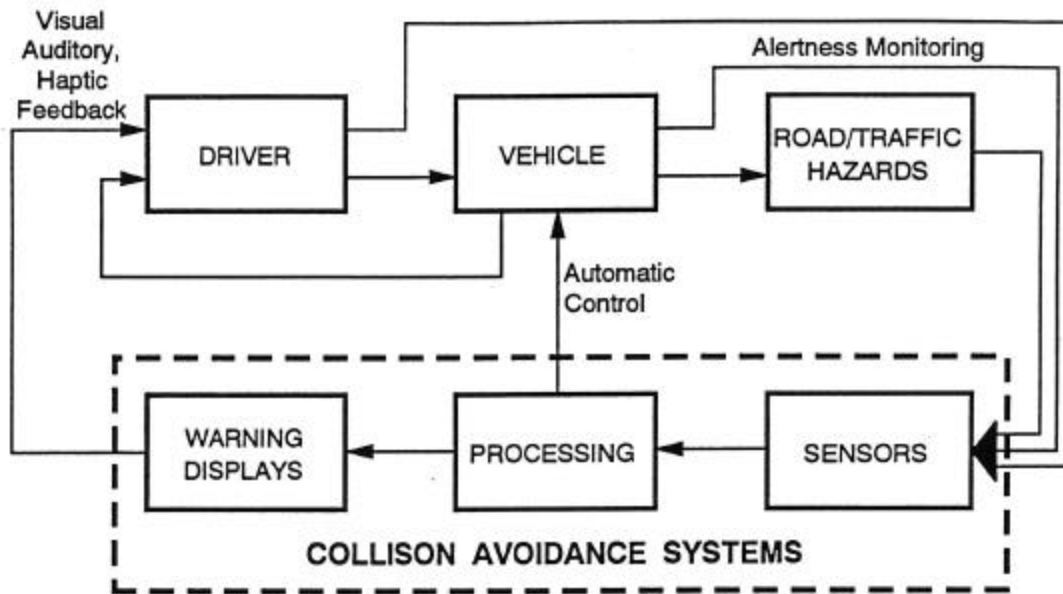 Visual
Auditory,
Haptic
Feedback
Alertness Monitoring
DRIVER
VEHICLE
ROAD/TRAFFIC
HAZARDS
Automatic
Control
WARNING
DISPLAYS
PROCESSING
SENSORS
COLLISON AVOIDANCE SYSTEMS